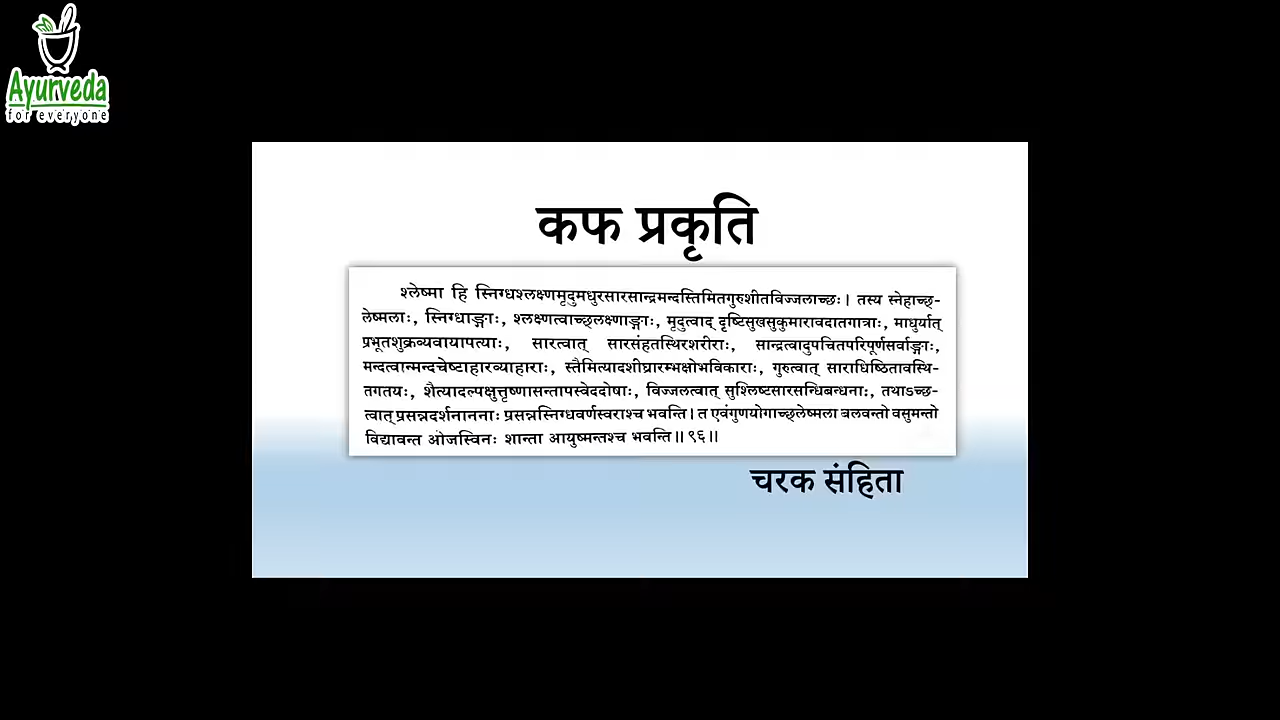 Ayurveda
for everyone
कफ प्रकृति
श्लेष्मा हि स्निग्धश्लक्ष्णमृदुमधुरसारसान्द्रमन्दस्तिमितगुरुशीतविज्जलाच्छः। तस्य स्नेहाच्छ्-
लेष्मलाः, स्निग्धाङ्गाः, श्लक्ष्णत्वाच्छ्लक्ष्णाङ्गाः, मृदुत्वाद् दृष्टिसुखसुकुमारावदातगात्राः, माधुर्यात्
प्रभूतशुक्रव्यवायापत्याः, सारत्वात् सारसंहतस्थिरशरीराः, सान्द्रत्वादुपचितपरिपूर्णसर्वाङ्गाः,
मन्दत्वान्मन्दचेष्टाहारव्याहाराः, स्तैमित्यादशीघ्रारम्भक्षोभविकाराः, गुरुत्वात् साराधिष्ठितावस्थि-
तगतयः, शैत्यादल्पक्षुत्तृष्णासन्तापस्वेददोषाः, विज्जलत्वात् सुश्लिष्टसारसन्धिबन्धनाः, तथाऽच्छ-
त्वात् प्रसन्नदर्शनाननाः प्रसन्नस्निग्धवर्णस्वराश्च भवन्ति। त एवंगुणयोगाच्छ्लेष्मला बलवन्तो वसुमन्तो
विद्यावन्त ओजस्विनः शान्ता आयुष्मन्तश्च भवन्ति॥९६॥
चरक संहिता